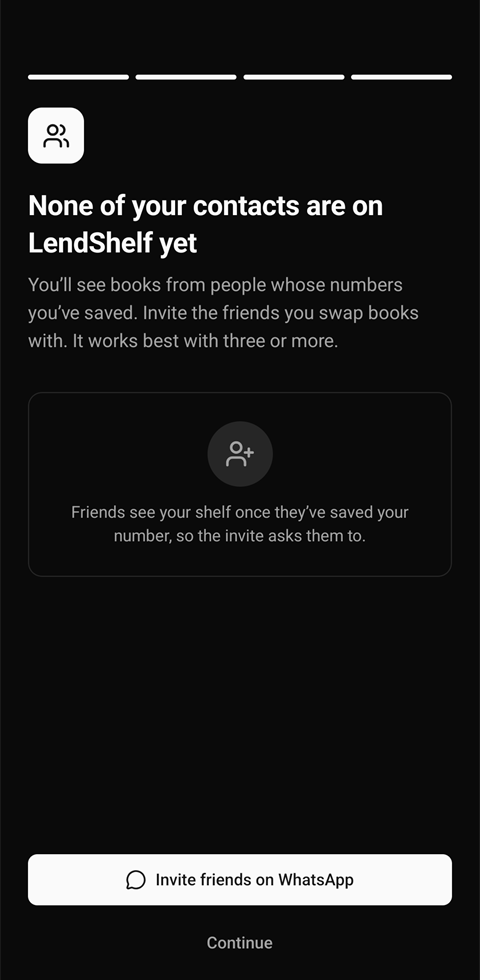 None of your contacts are on
LendShelf yet
You’ll see books from people whose numbers
you’ve saved. Invite the friends you swap books
with. It works best with three or more.
Friends see your shelf once they’ve saved your
number, so the invite asks them to.
Invite friends on WhatsApp
Continue